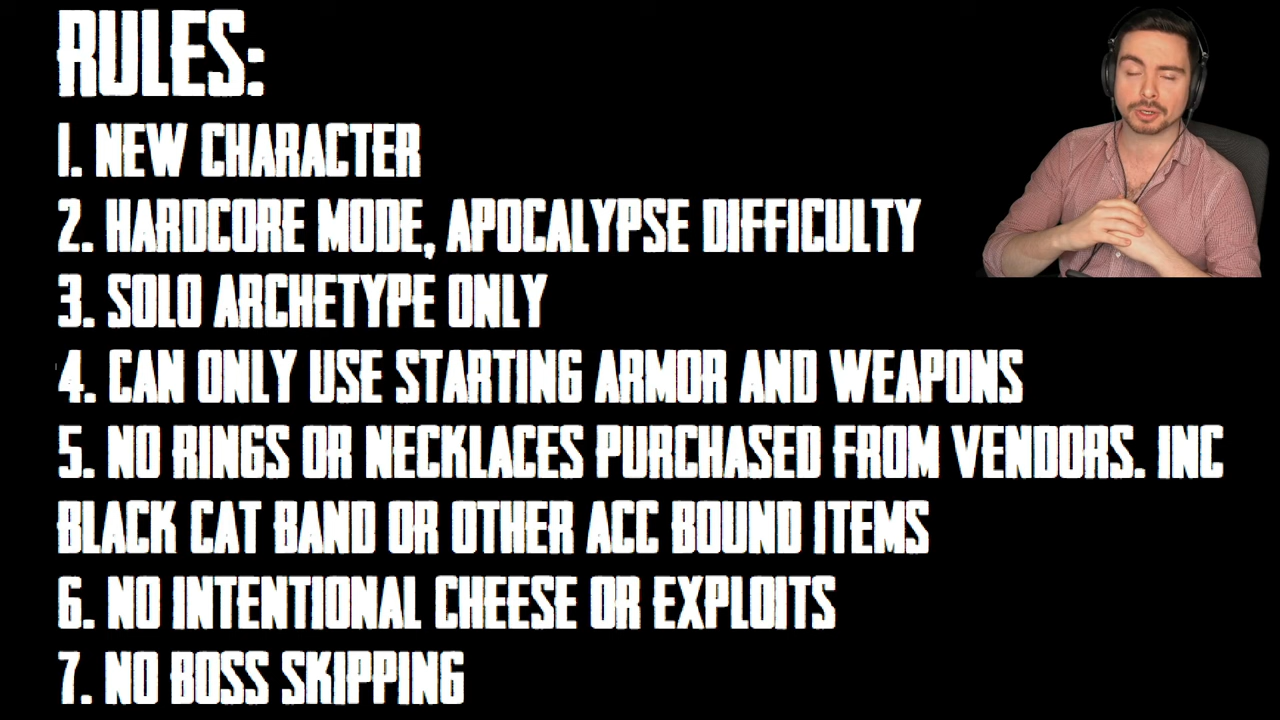 RULES:
1. NEW CHARACTER
2. HARDCORE MODE, APOCALYPSE DIFFICULTY
3. SOLO ARCHETYPE ONLY
4. CAN ONLY USE STARTING ARMOR AND WEAPONS
5. NO RINGS OR NECKLACES PURCHASED FROM VENDORS. INC
BLACK CAT BAND OR OTHER ACC BOUND ITEMS
6. NO INTENTIONAL CHEESE OR EXPLOITS
7. NO BOSS SKIPPING